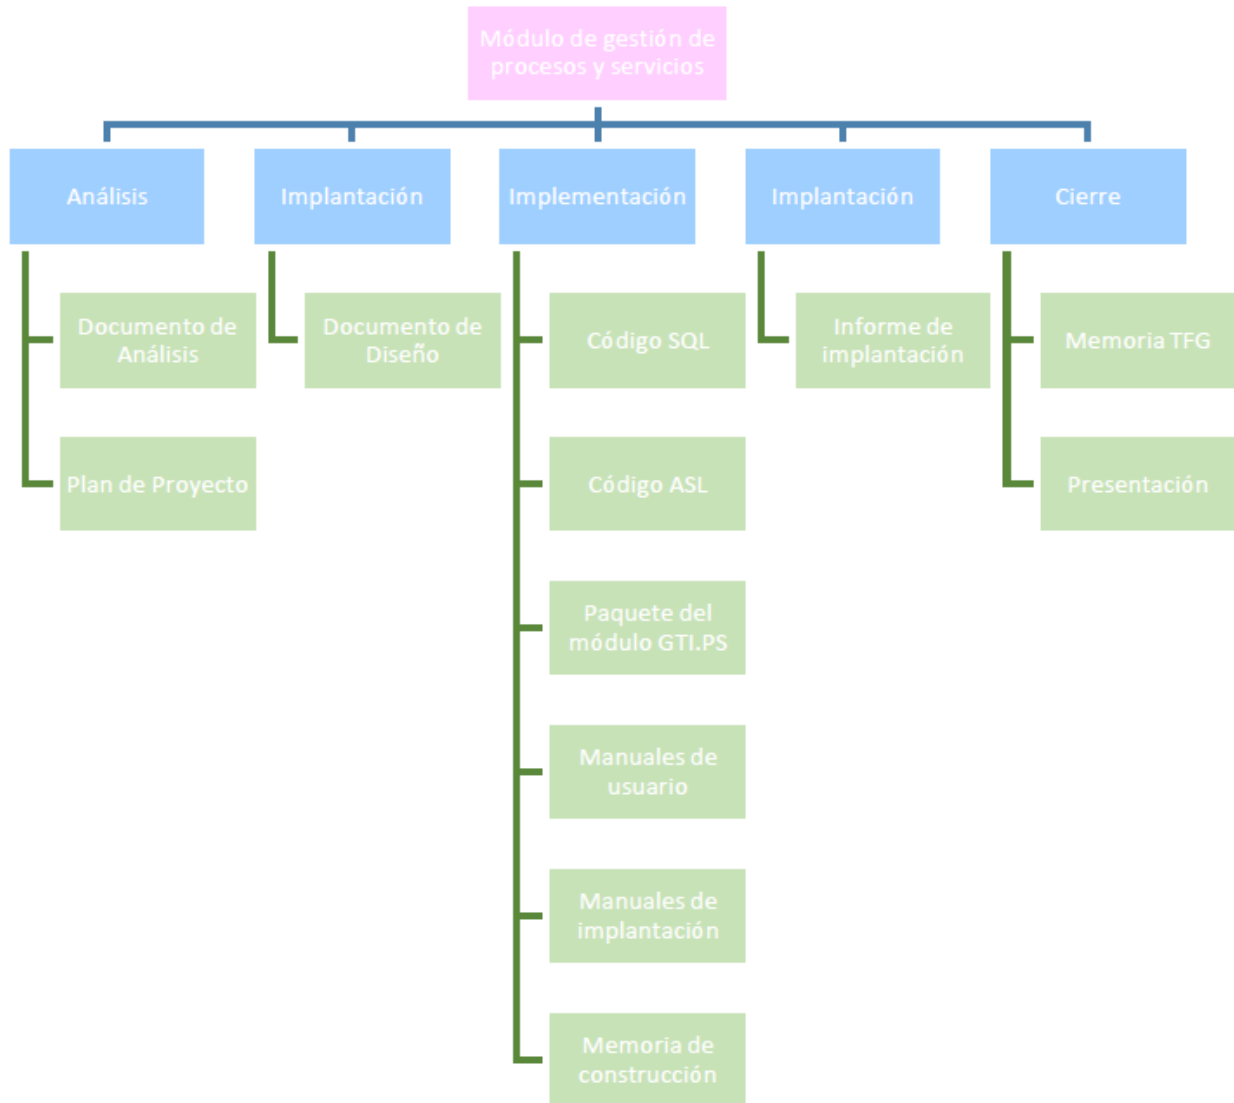 Módulo de gestión de
procesos y servicios
Análisis
Implantación
Implementación
Implantación
Cierre
Documento de
Análisis
Documento de
Diseño
Código SQL
Informe de
implantación
Memoria TFG
Plan de Proyecto
Código ASL
Presentación
Paquete del
módulo GTI.PS
Manuales de
usuario
Manuales de
implantación
Memoria de
construcción